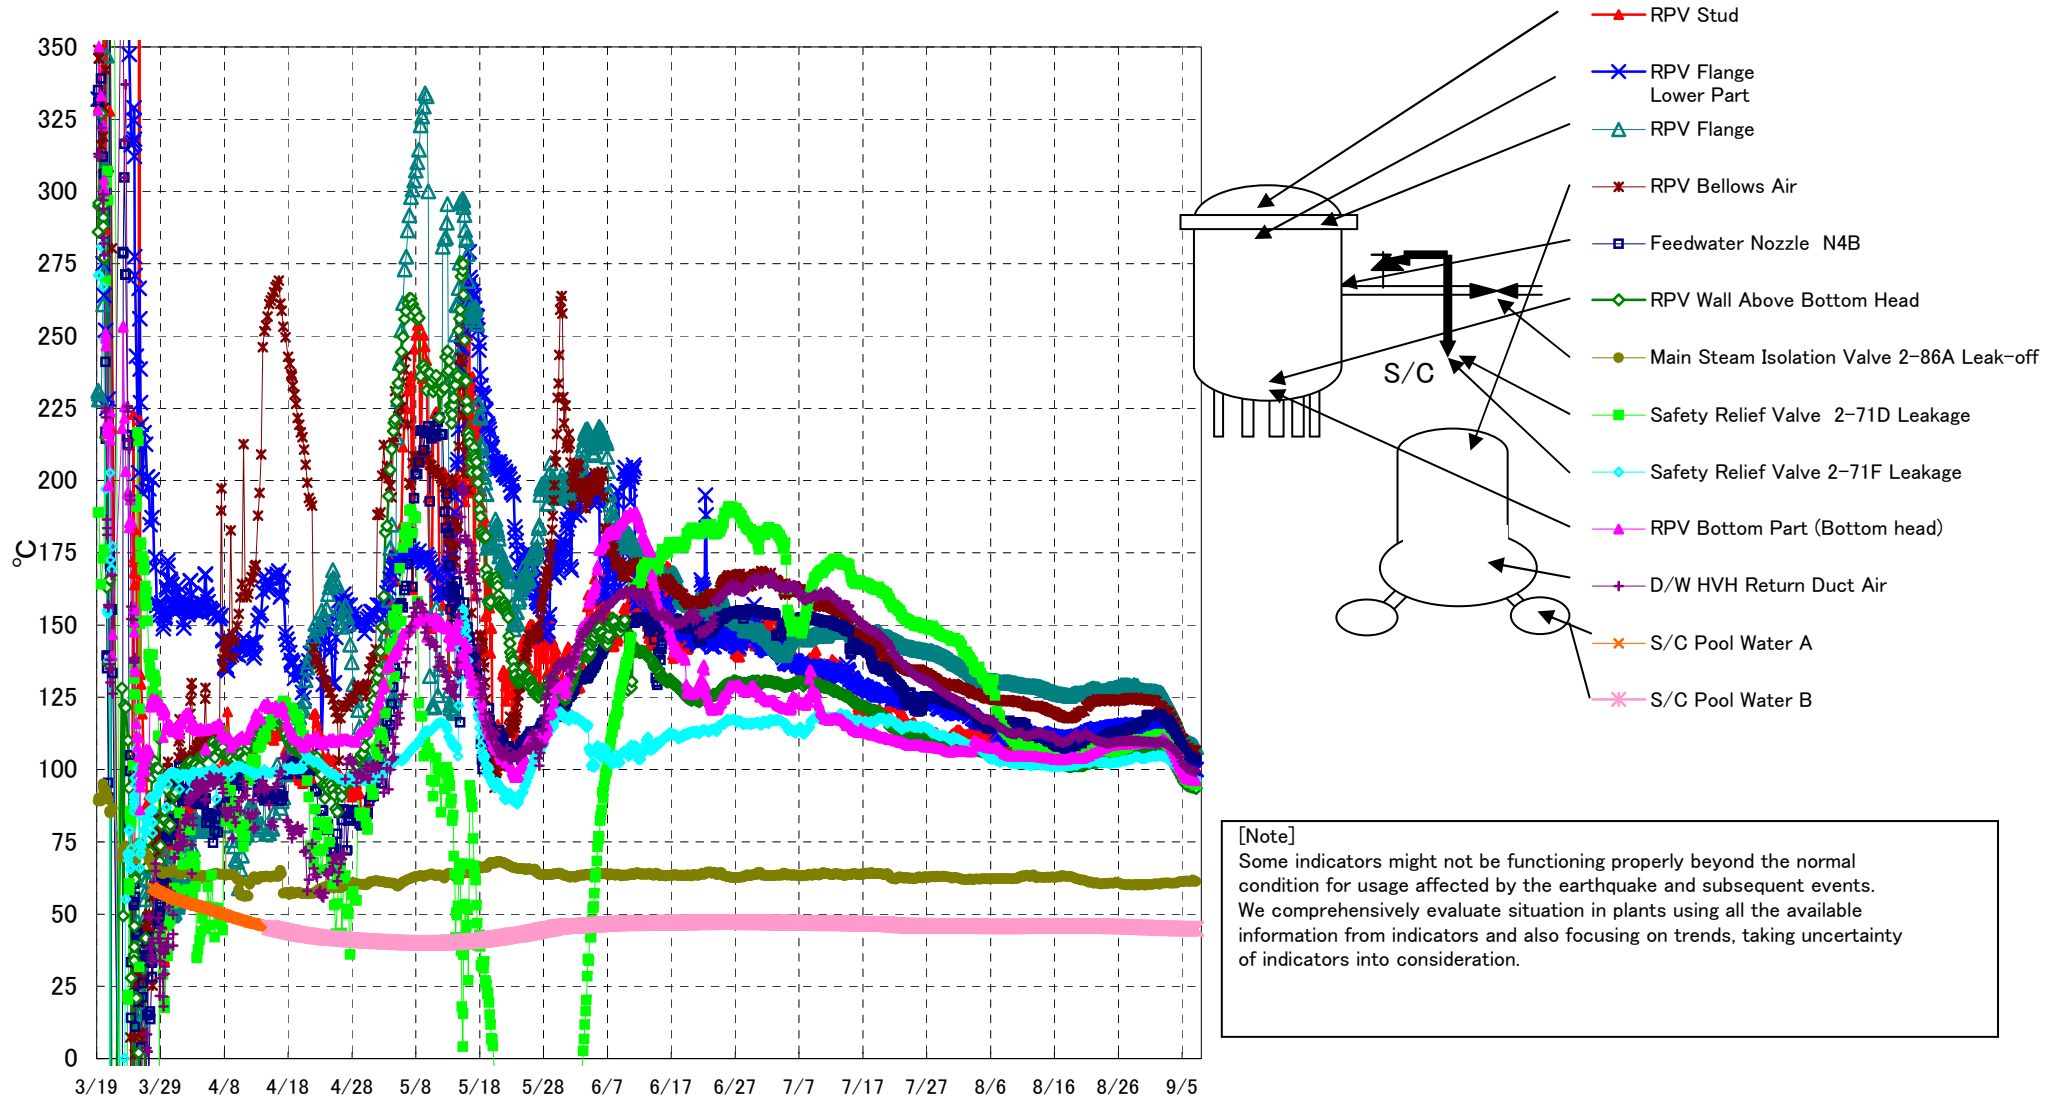 350
325
300
275
250
225
200
175
150
125
100
75
50
25
0
℃
3/19 3/29 4/8 4/18 4/28 5/8 5/18 5/28 6/7 6/17 6/27 7/7 7/17 7/27 8/6 8/16 8/26 9/5
RPV Stud
RPV Flange
Lower Part
RPV Flange
RPV Bellows Air
Feedwater Nozzle N4B
RPV Wall Above Bottom Head
Main Steam Isolation Valve 2-86A Leak-off
Safety Relief Valve 2-71D Leakage
Safety Relief Valve 2-71F Leakage
RPV Bottom Part (Bottom head)
D/W HVH Return Duct Air
S/C Pool Water A
S/C Pool Water B
S/C
[Note]
Some indicators might not be functioning properly beyond the normal
condition for usage affected by the earthquake and subsequent events.
We comprehensively evaluate situation in plants using all the available
information from indicators and also focusing on trends, taking uncertainty
of indicators into consideration.